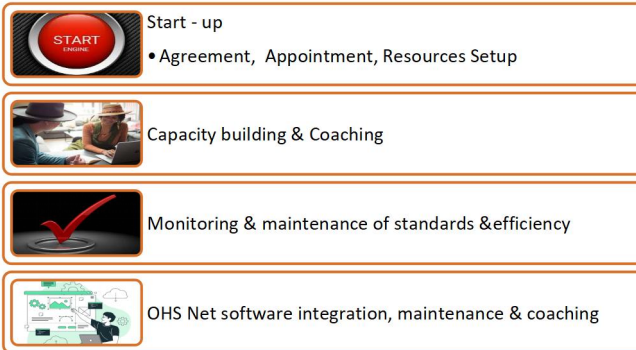 START
ENGINE
Start - up
• Agreement,  Appointment, Resources Setup
Capacity building & Coaching
Monitoring & maintenance of standards &efficiency
OHS Net software integration, maintenance & coaching